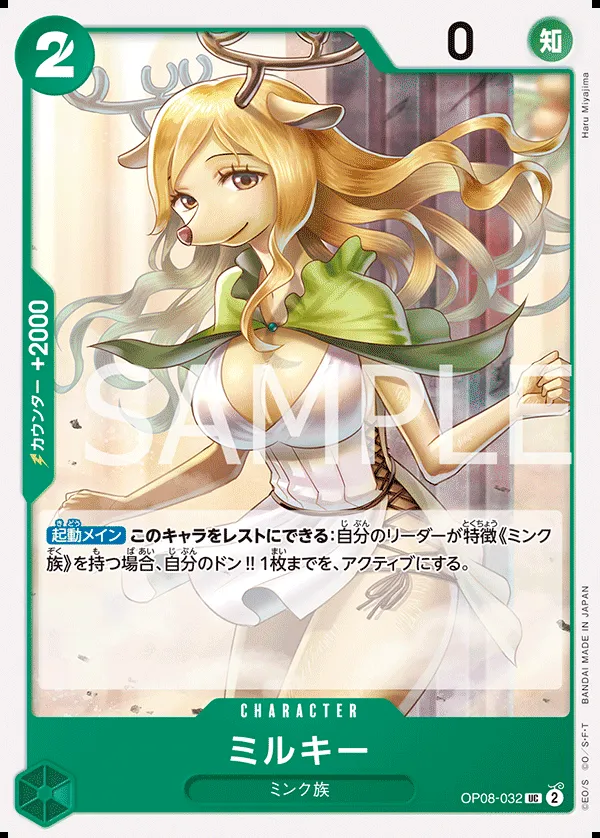 2
0
知
Haru Miyajima
カウンター +2000
SAMPLE
起動メイン このキャラをレストにできる:自分のリーダーが特徴《ミンク
族》を持つ場合、自分のドン!!1枚までを、アクティブにする。
CHARACTER
ミルキー
ミンク族
OP08-032 UC 2
©E.O/S ©O/S・F・T BANDAI MADE IN JAPAN